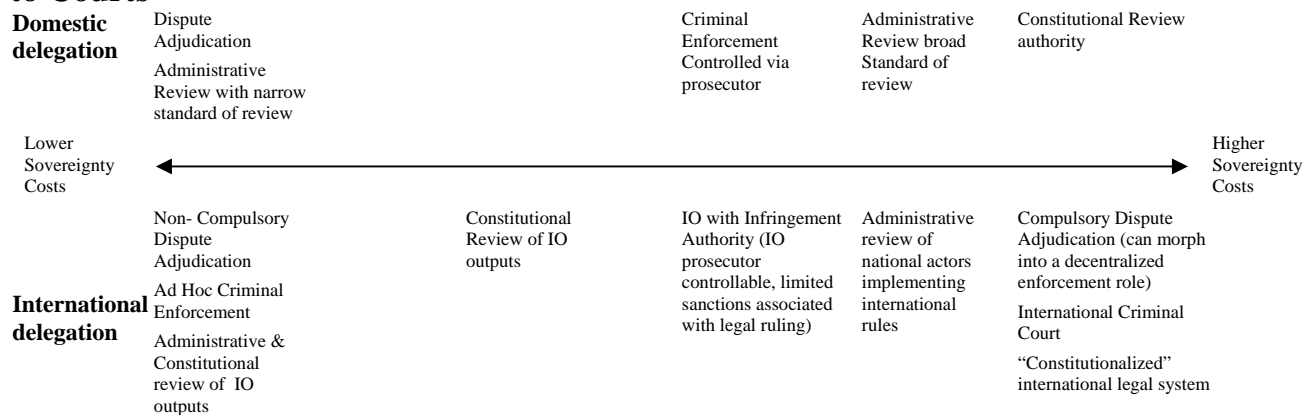 to Courts
Domestic
delegation
Dispute
Adjudication
Administrative
Review with narrow
standard of review
Criminal
Enforcement
Controlled via
prosecutor
Administrative
Review broad
Standard of
review
Constitutional Review
authority
Lower
Sovereignty
Costs
Higher
Sovereignty
Costs
International
delegation
Non- Compulsory
Dispute
Adjudication
Ad Hoc Criminal
Enforcement
Administrative &
Constitutional
review of IO
outputs
Constitutional
Review of IO
outputs
IO with Infringement
Authority (IO
prosecutor
controllable, limited
sanctions associated
with legal ruling)
Administrative
review of
national actors
implementing
international
rules
Compulsory Dispute
Adjudication (can morph
into a decentralized
enforcement role)
International Criminal
Court
“Constitutionalized”
international legal system